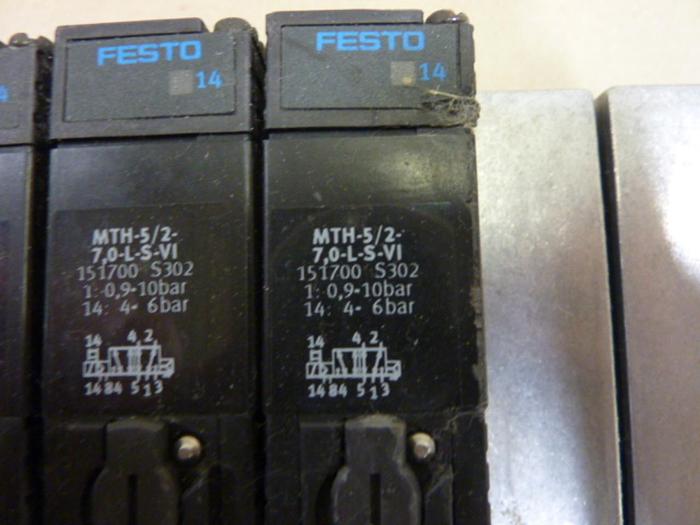 4
FESTO
14
MTH-5/2-
7,0-L-S-VI
151700 S302
1: 0,9-10bar
14: 4- 6bar
14 4 2
14 84 5 1 3
FESTO
14
MTH-5/2-
7,0-L-S-VI
151700 S302
1: 0,9-10bar
14: 4- 6bar
14 4 2
14 84 5 1 3